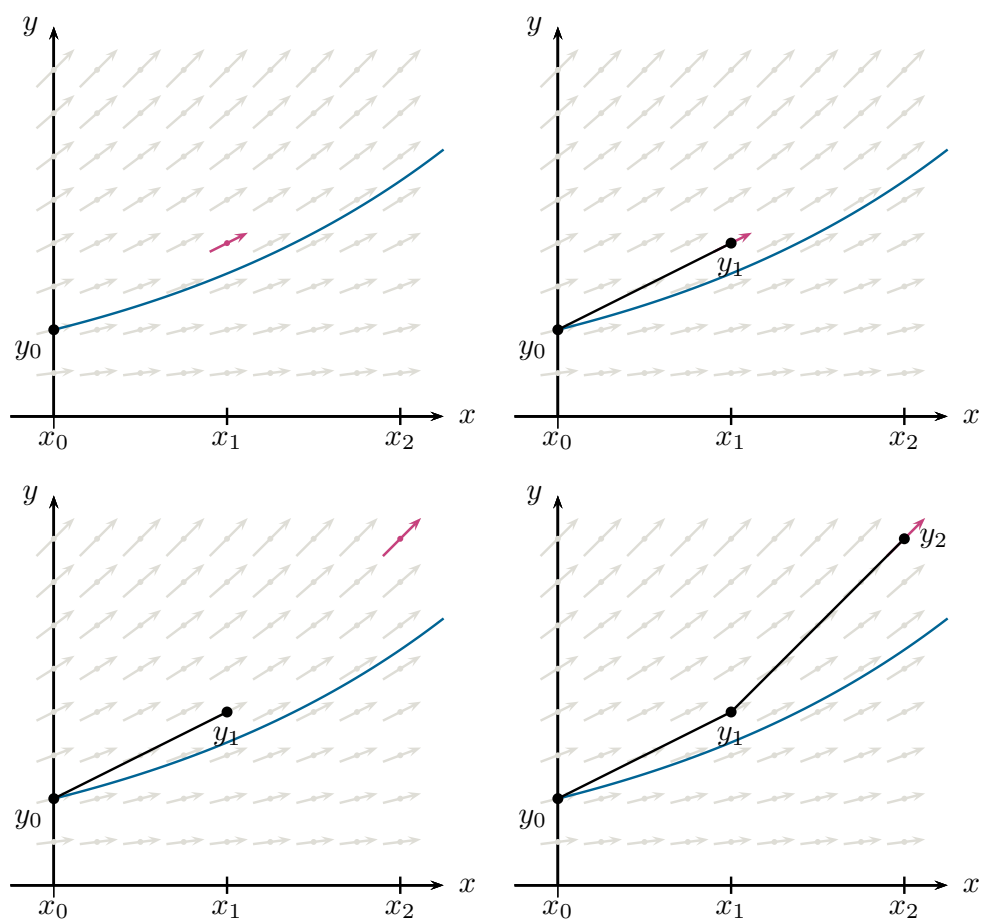 y
y
y₁
y₀
y₀
x
x
x₀
x₁
x₂
x₀
x₁
x₂
y
y
y₂
y₁
y₁
y₀
y₀
x
x
x₀
x₁
x₂
x₀
x₁
x₂